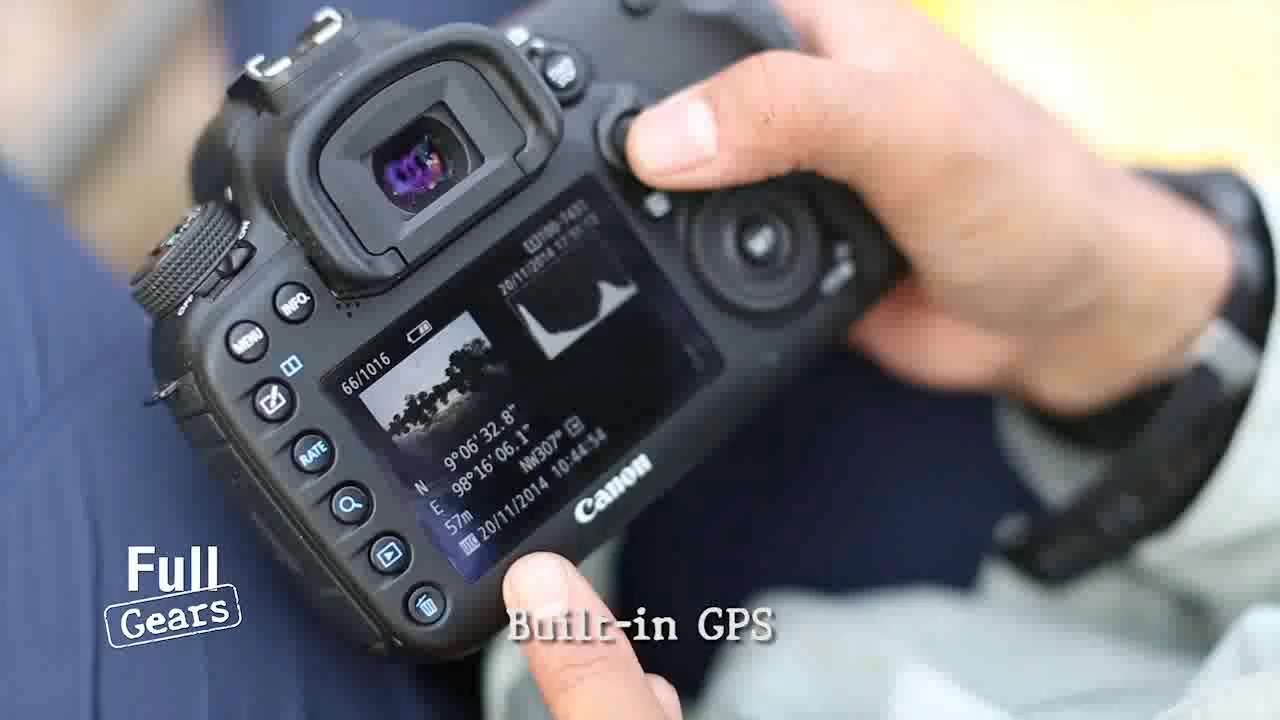 INFO.
MENU
RATE
66/1016
20/11/2014
N 9°06'32.8"
E 98°16'06.1"
57m NW307°
UTC 20/11/2014 10:44:54
Canon
Full
Gears
Built-in GPS